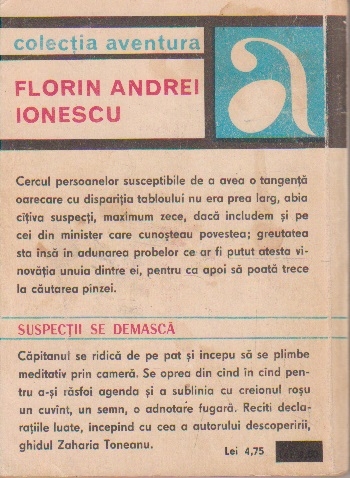 colecția aventura
FLORIN ANDREI
IONESCU
a
Cercul persoanelor susceptibile de a avea o tangență
oarecare cu dispariția tabloului nu era prea larg, abia
cîțiva suspecți, maximum zece, dacă includem și pe
cei din minister care cunoșteau povestea; greutatea
sta însă în adunarea probelor ce ar fi putut atesta vi-
novăția unuia dintre ei, pentru ca apoi să poată trece
la căutarea pînzei.
SUSPECȚII SE DEMASCĂ
Căpitanul se ridică de pe pat și începu să se plimbe
meditativ prin cameră. Se oprea din cînd în cînd pen-
tru a-și răsfoi agenda și a sublinia cu creionul roșu
un cuvînt, un semn, o adnotare fugară. Reciti decla-
rațiile luate, începînd cu cea a autorului descoperirii,
ghidul Zaharia Toneanu.
Lei 4,75